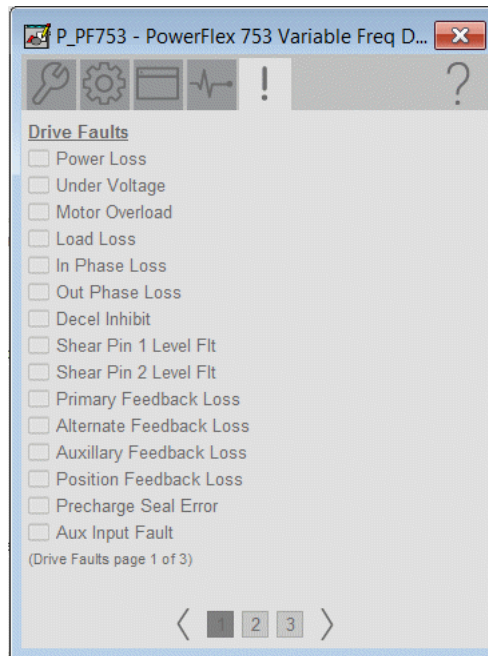 P_PF753 - PowerFlex 753 Variable Freq D...
!
?
Drive Faults
Power Loss
Under Voltage
Motor Overload
Load Loss
In Phase Loss
Out Phase Loss
Decel Inhibit
Shear Pin 1 Level Flt
Shear Pin 2 Level Flt
Primary Feedback Loss
Alternate Feedback Loss
Auxillary Feedback Loss
Position Feedback Loss
Precharge Seal Error
Aux Input Fault
(Drive Faults page 1 of 3)
1 2 3